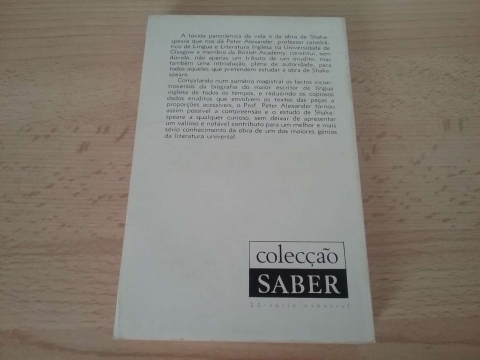 A lúcida panorâmica da vida e da obra de Shake-
speare que nos dá Peter Alexander, professor catedrá-
tico de Língua e Literatura Inglesa na Universidade de
Glasgow e membro da British Academy, constitui, sem
dúvida, não apenas um tributo de um erudito, mas
também uma introdução, plena de autoridade, para
todos aqueles que pretendem estudar a obra de Shake-
speare.
Compilando num sumário magistral os factos incon-
troversos da biografia do maior escritor de língua
inglesa de todos os tempos, e reduzindo os copiosos
dados eruditos que envolvem os textos das peças a
proporções acessíveis, o Prof. Peter Alexander tornou
assim possível a compreensão e o estudo de Shake-
speare a qualquer curioso, sem deixar de apresentar
um valioso e notável contributo para um melhor e mais
sério conhecimento da obra de um dos maiores génios
da literatura universal.
colecção
SABER